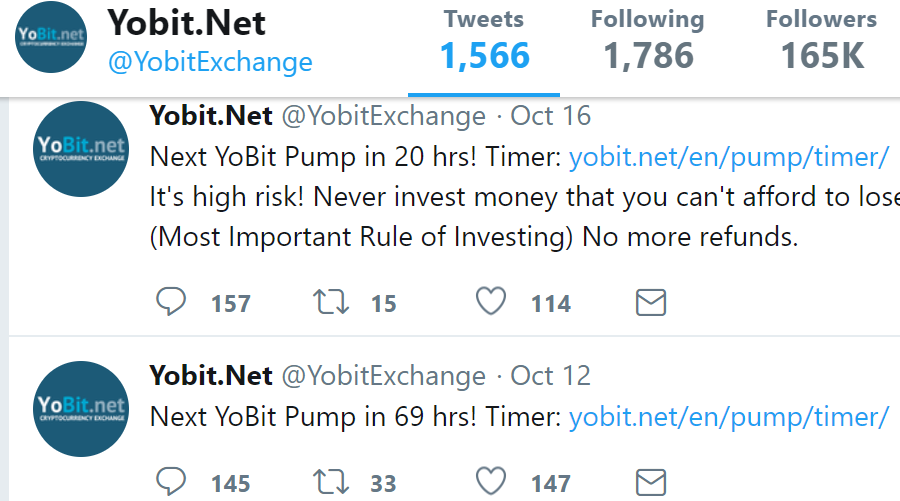 YoBit.net
CRYPTOCURRENCY EXCHANGE
Yobit.Net
@YobitExchange
Tweets
1,566
Following
1,786
Followers
165K
YoBit.net
CRYPTOCURRENCY EXCHANGE
Yobit.Net @YobitExchange · Oct 16
Next YoBit Pump in 20 hrs! Timer: yobit.net/en/pump/timer/
It's high risk! Never invest money that you can't afford to lose
(Most Important Rule of Investing) No more refunds.
157 15 114
YoBit.net
CRYPTOCURRENCY EXCHANGE
Yobit.Net @YobitExchange · Oct 12
Next YoBit Pump in 69 hrs! Timer: yobit.net/en/pump/timer/
145 33 147